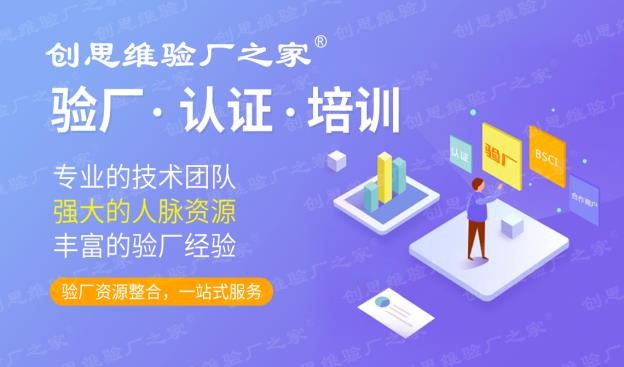 创思维验厂之家®
验厂·认证·培训
专业的技术团队
强大的人脉资源
丰富的验厂经验
验厂资源整合，一站式服务
认证
验厂
BSCI
合作商户